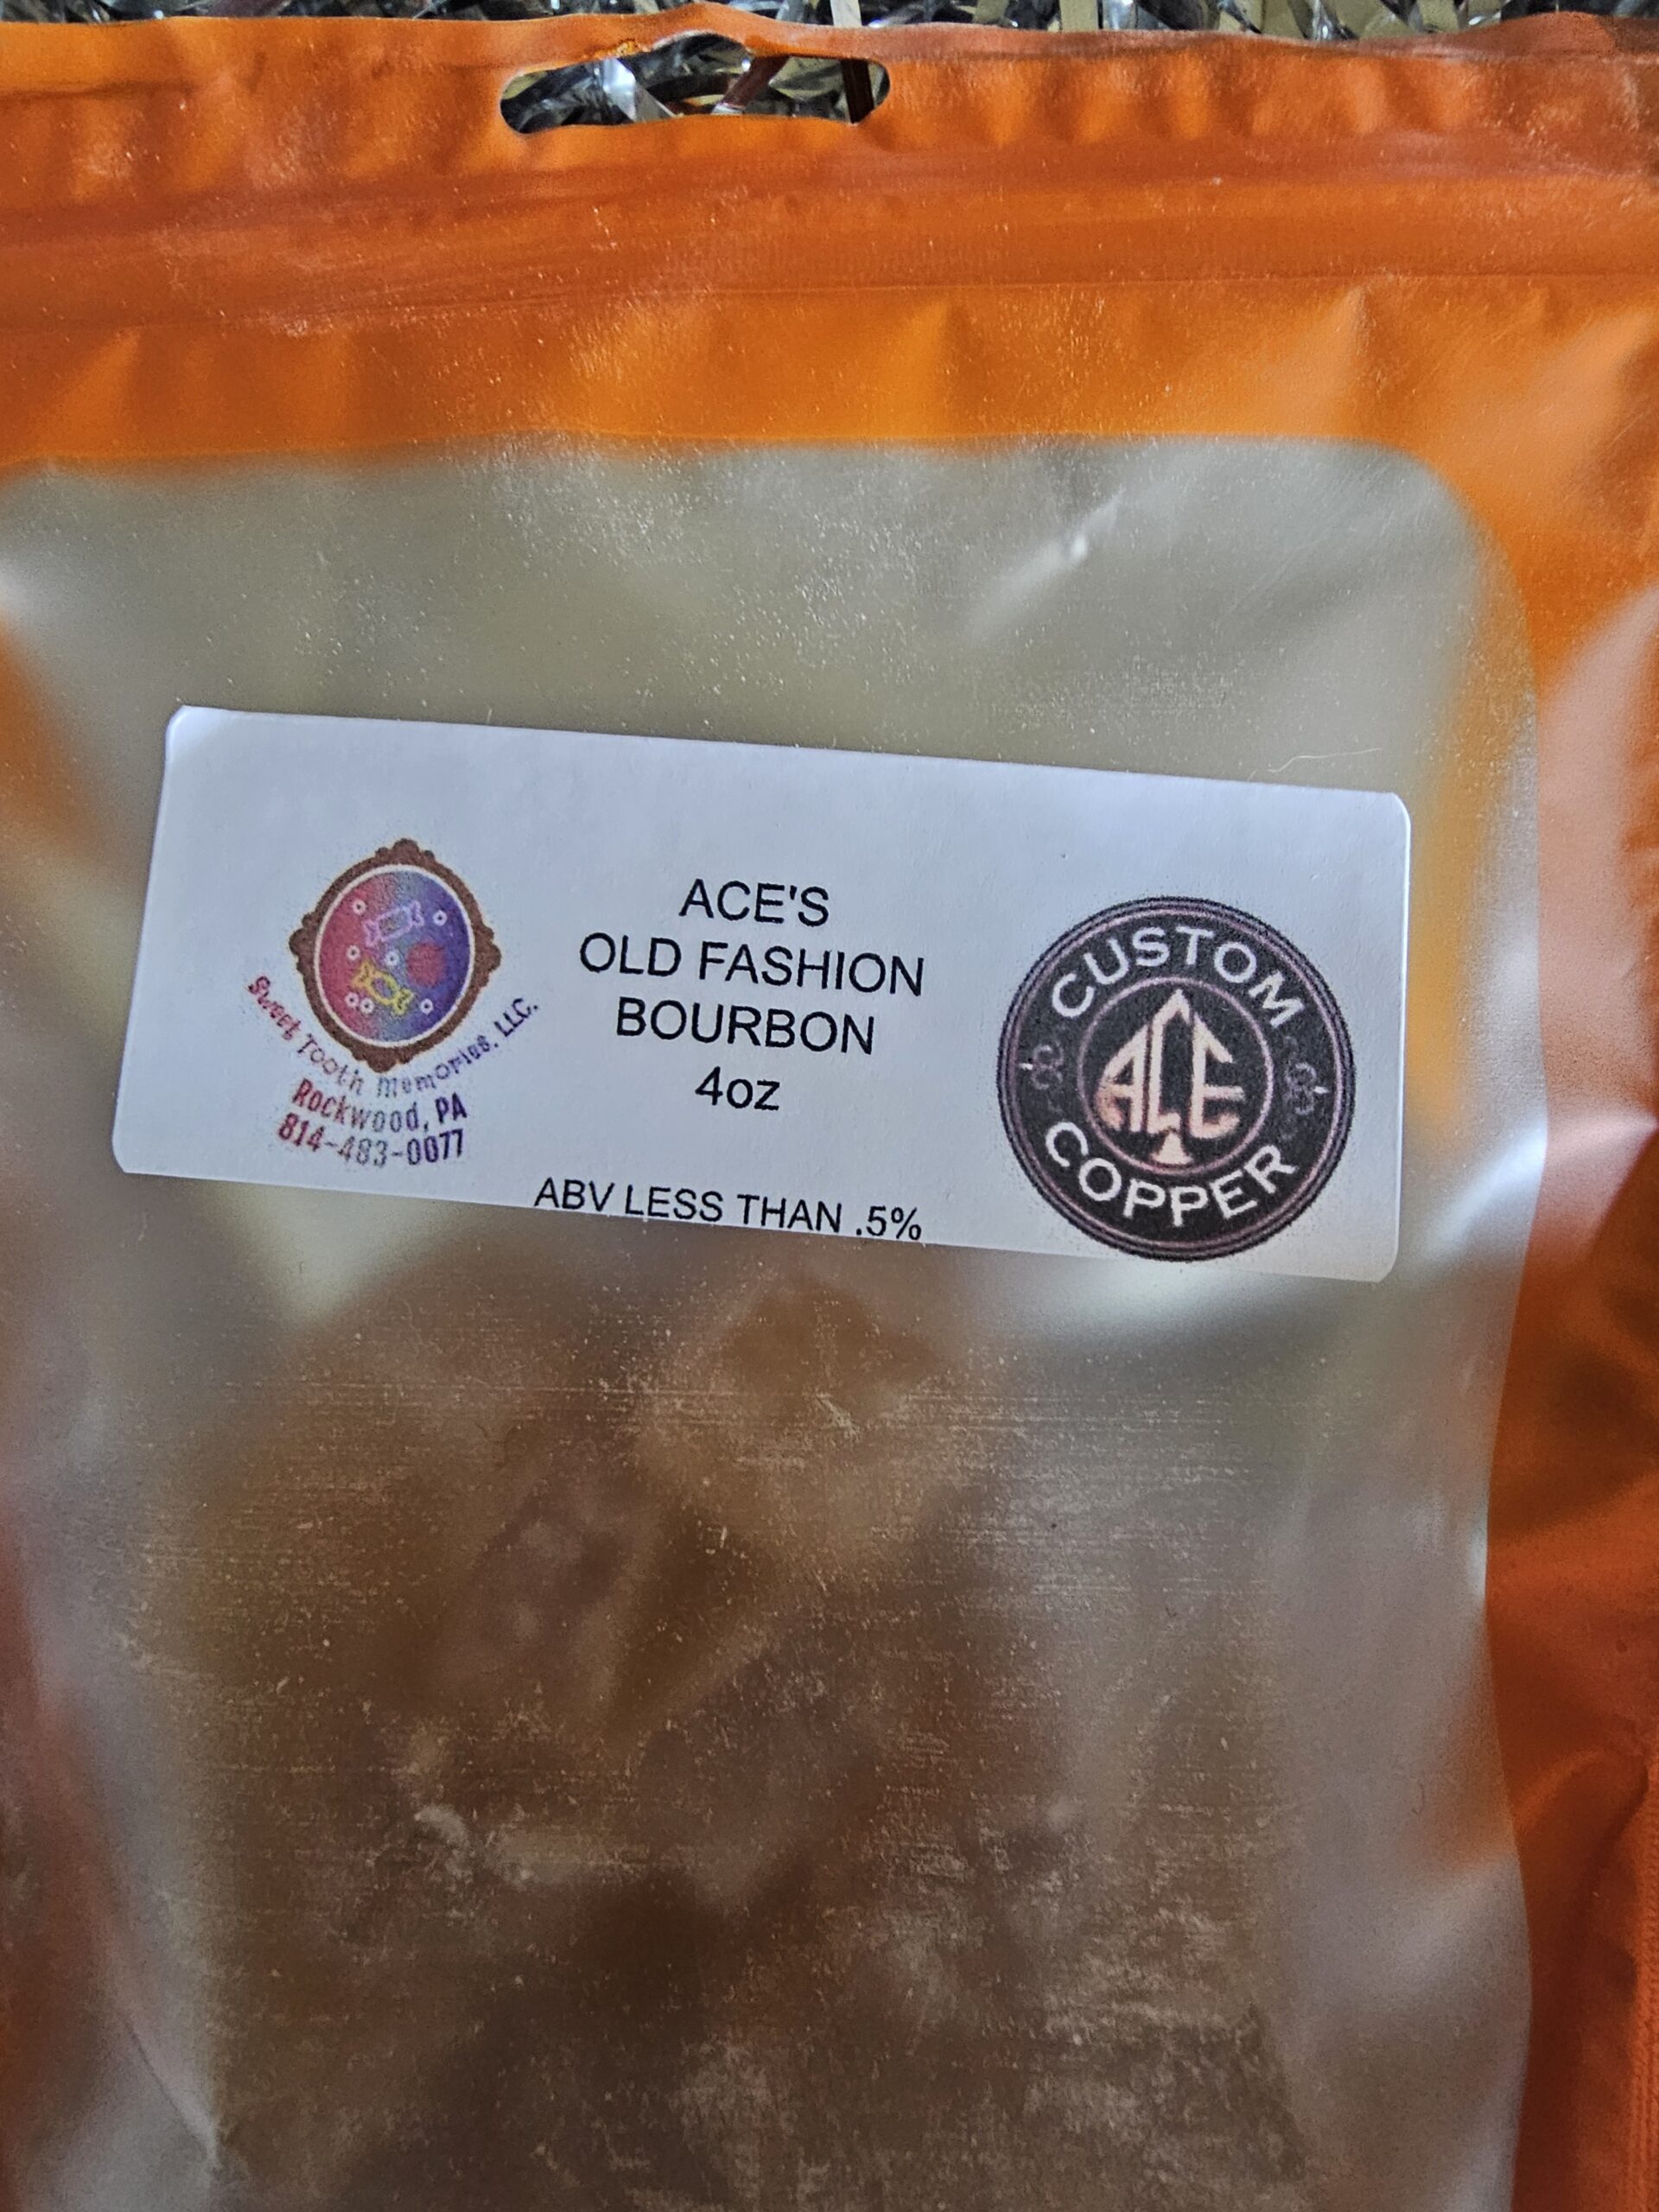 Sweet Tooth Memories, LLC.
Rockwood, PA
814-483-0077
ACE'S
OLD FASHION
BOURBON
4oz
ABV LESS THAN .5%
CUSTOM
ACE
COPPER